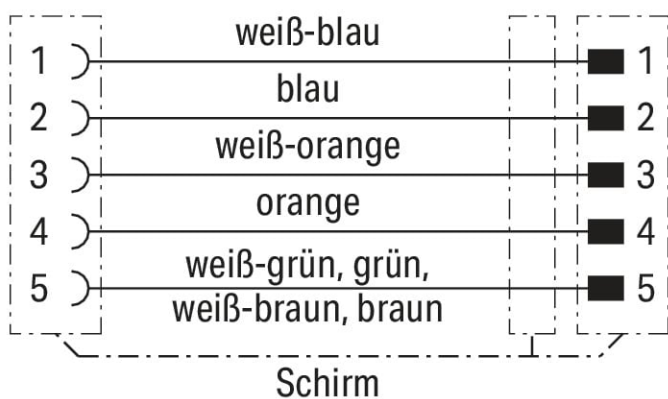 weiß-blau
1 1
blau
2 2
weiß-orange
3 3
orange
4 4
weiß-grün, grün,
5 5
weiß-braun, braun
Schirm